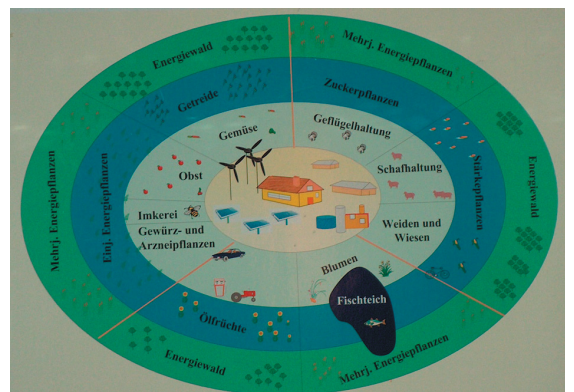 Energiewald
Mehrj. Energiepflanzen
Getreide
Zuckerpflanzen
Gemüse
Geflügelhaltung
Obst
Schafhaltung
Energiewald
Mehrj. Energiepflanzen
Einj. Energiepflanzen
Stärkepflanzen
Imkerei
Gewürz- und
Arzneipflanzen
Weiden und
Wiesen
Blumen
Fischteich
Ölfrüchte
Energiewald
Mehrj. Energiepflanzen